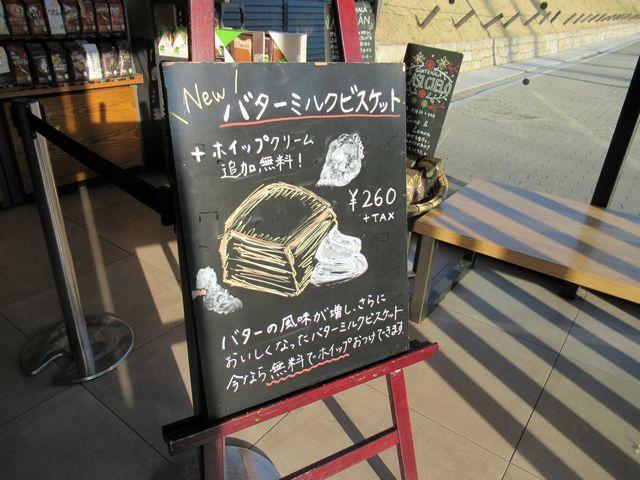 New
バターミルクビスケット
+ ホイップクリーム
追加無料!
¥260
+TAX
バターの風味が増し、さらに
おいしくなったバターミルクビスケット
今なら、無料でホイップおつけできます。
CASI CIELO